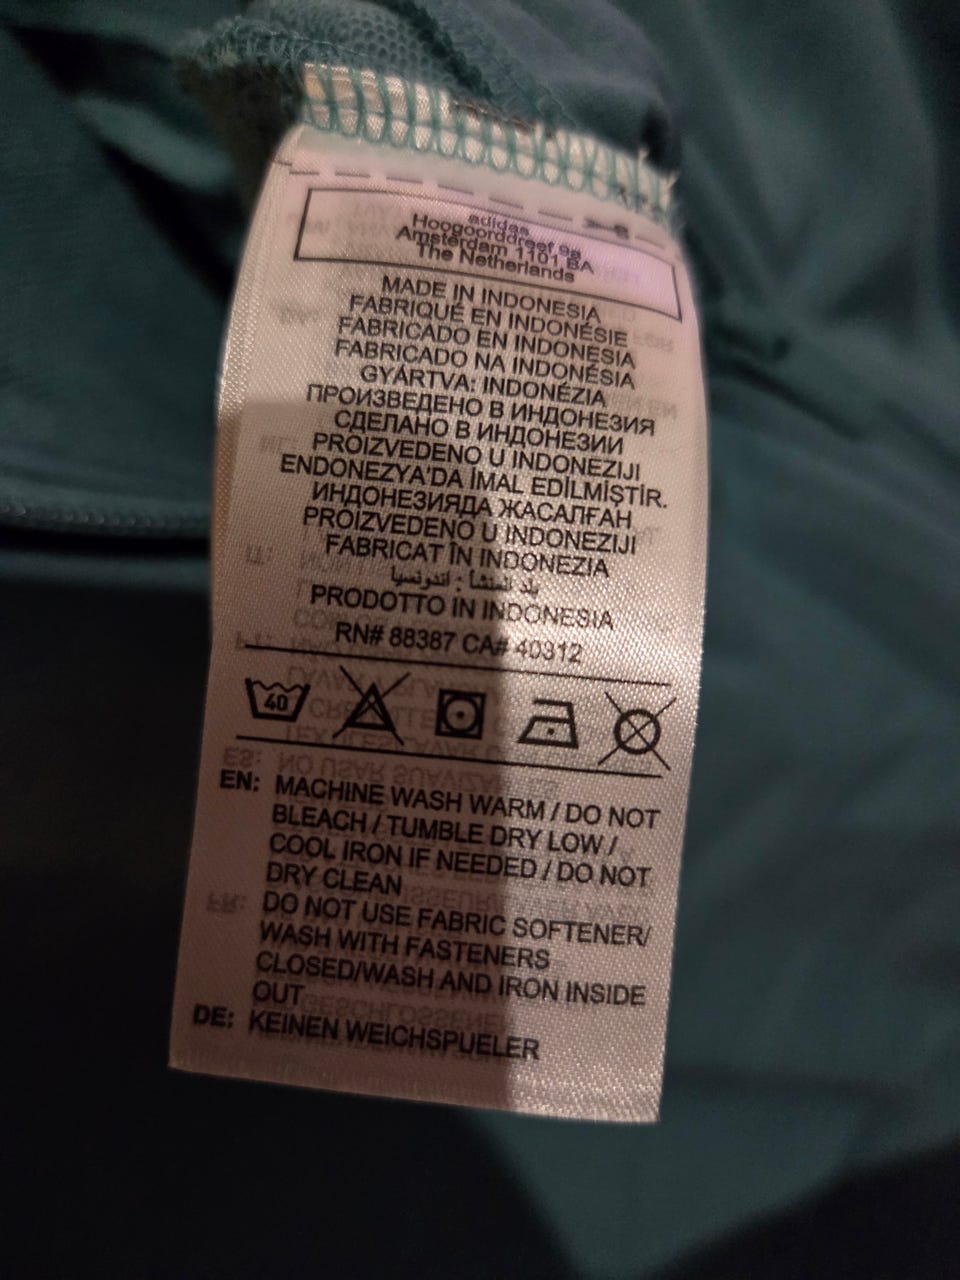 adidas
Hoogoorddreef 9a
Amsterdam 1101 BA
The Netherlands
MADE IN INDONESIA
FABRIQUÉ EN INDONÉSIE
FABRICADO EN INDONESIA
FABRICADO NA INDONÉSIA
GYÁRTVA: INDONÉZIA
ПРОИЗВЕДЕНО В ИНДОНЕЗИЯ
СДЕЛАНО В ИНДОНЕЗИИ
PROIZVEDENO U INDONEZIJI
ENDONEZYA'DA İMAL EDİLMİŞTİR.
ИНДОНЕЗИЯДА ЖАСАЛҒАН
PROIZVEDENO U INDONEZIJI
FABRICAT ÎN INDONEZIA
بلد المنشأ : اندونسيا
PRODOTTO IN INDONESIA
RN# 88387 CA# 40312
40
EN: MACHINE WASH WARM / DO NOT
BLEACH / TUMBLE DRY LOW /
COOL IRON IF NEEDED / DO NOT
DRY CLEAN
DO NOT USE FABRIC SOFTENER/
WASH WITH FASTENERS
CLOSED/WASH AND IRON INSIDE
OUT
DE: KEINEN WEICHSPUELER